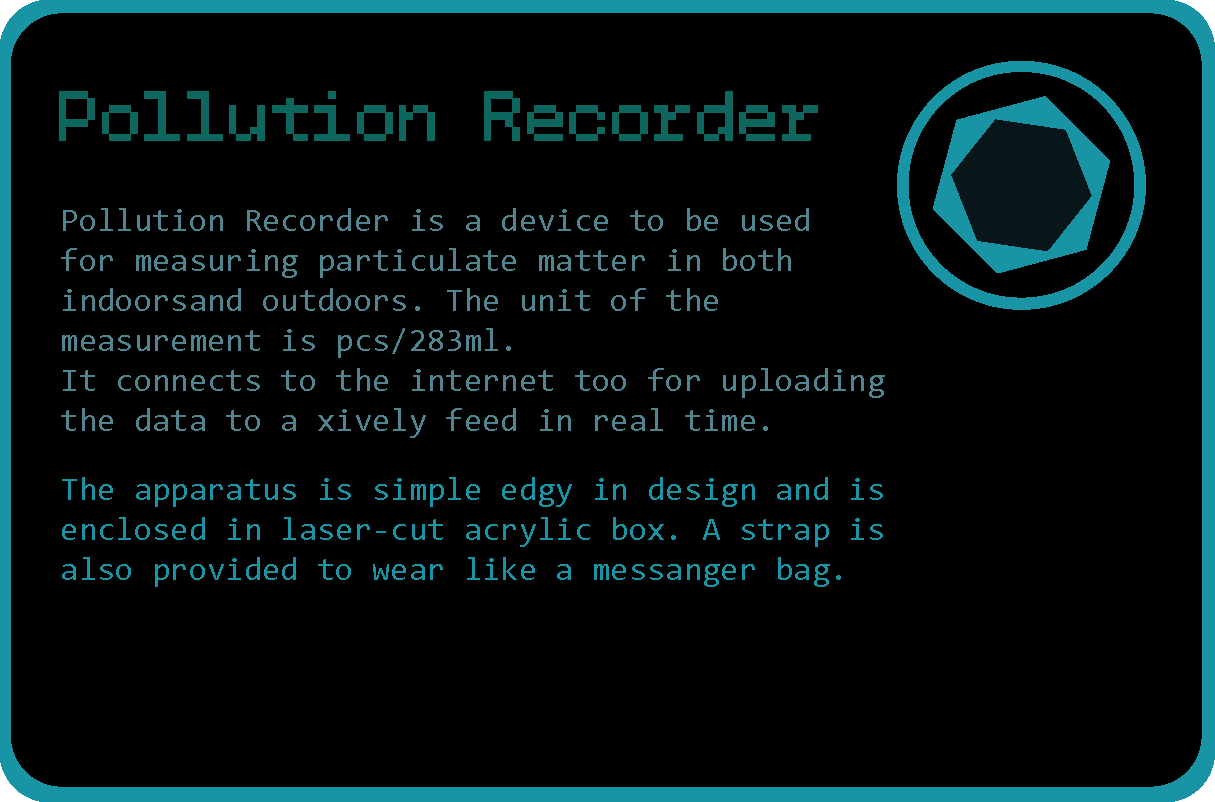 Pollution Recorder
Pollution Recorder is a device to be used
for measuring particulate matter in both
indoorsand outdoors. The unit of the
measurement is pcs/283ml.
It connects to the internet too for uploading
the data to a xively feed in real time.
The apparatus is simple edgy in design and is
enclosed in laser-cut acrylic box. A strap is
also provided to wear like a messanger bag.